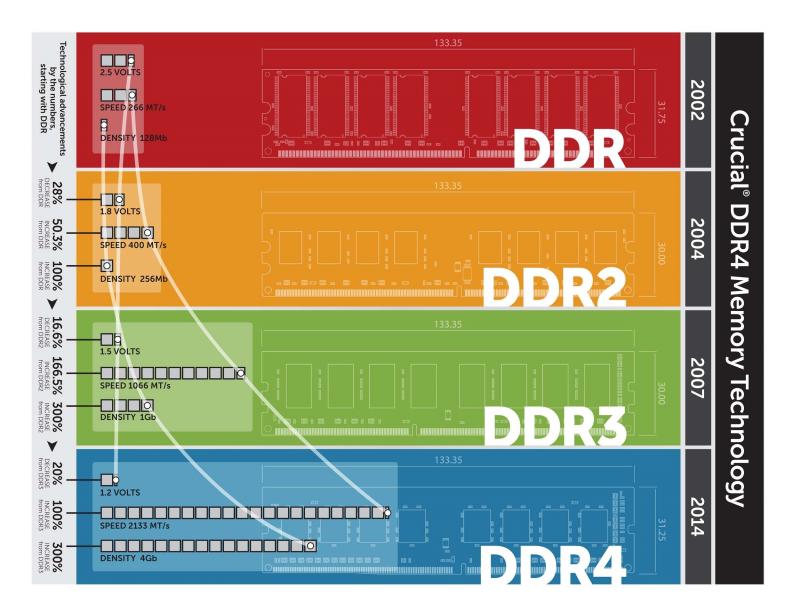 Crucial® DDR4 Memory Technology
Technological advancements
by the numbers,
starting with DDR
2002
133.35
31.75
2.5 VOLTS
SPEED 266 MT/s
DENSITY 128Mb
DDR
2004
133.35
30.00
28%
DECREASE
from DDR
1.8 VOLTS
50.3%
INCREASE
from DDR
SPEED 400 MT/s
100%
INCREASE
from DDR
DENSITY 256Mb
DDR2
2007
133.35
30.00
16.6%
DECREASE
from DDR2
1.5 VOLTS
166.5%
INCREASE
from DDR2
SPEED 1066 MT/s
300%
INCREASE
from DDR2
DENSITY 1Gb
DDR3
2014
133.35
31.25
20%
DECREASE
from DDR3
1.2 VOLTS
100%
INCREASE
from DDR3
SPEED 2133 MT/s
300%
INCREASE
from DDR3
DENSITY 4Gb
DDR4